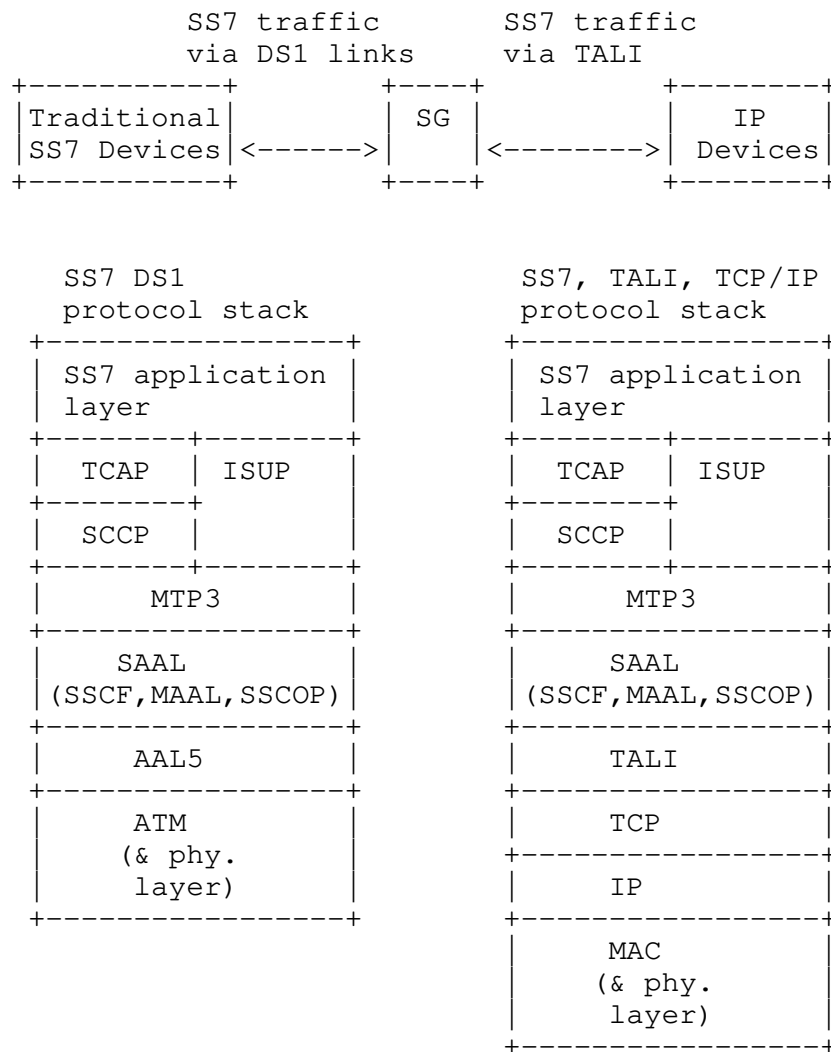 SS7 traffic SS7 traffic
via DS1 links via TALI
Traditional SG IP
SS7 Devices<------> <--------> Devices
SS7 DS1 SS7, TALI, TCP/IP
protocol stack protocol stack
SS7 application SS7 application
layer layer
TCAP ISUP TCAP ISUP
SCCP SCCP
MTP3 MTP3
SAAL SAAL
(SSCF,MAAL,SSCOP) (SSCF,MAAL,SSCOP)
AAL5 TALI
ATM TCP
(& phy.
layer) IP
MAC
(& phy.
layer)